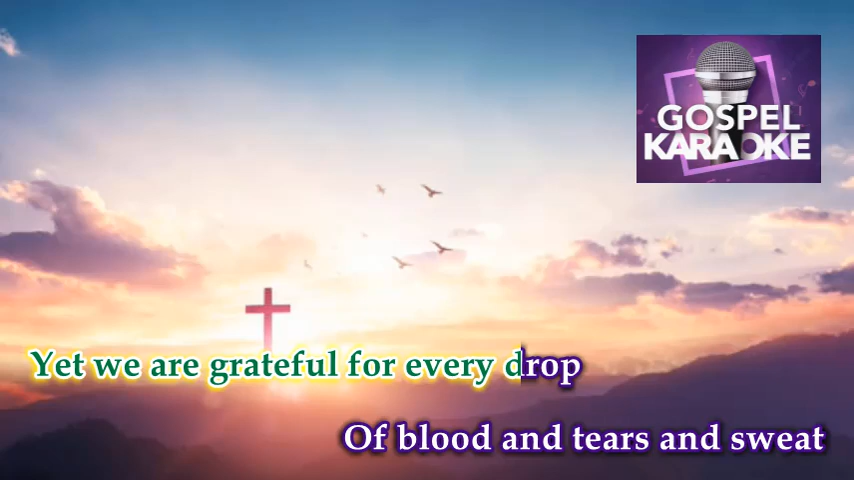 GOSPEL
KARAOKE
Yet we are grateful for every drop
Of blood and tears and sweat